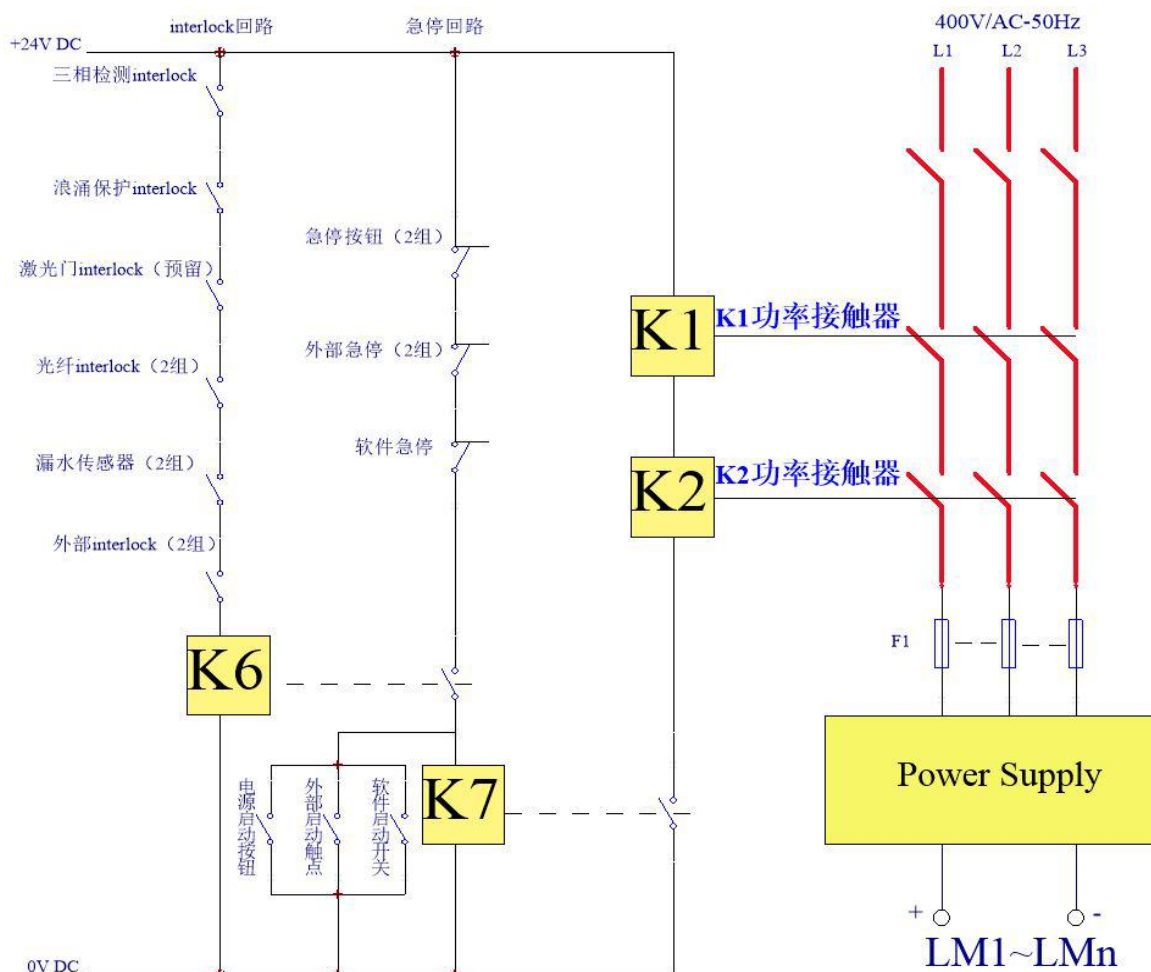 interlock回路
急停回路
400V/AC-50Hz
+24V DC
L1
L2
L3
三相检测interlock
浪涌保护interlock
急停按钮（2组）
激光门interlock（预留）
K1
K1功率接触器
外部急停（2组）
光纤interlock（2组）
软件急停
漏水传感器（2组）
K2
K2功率接触器
外部interlock（2组）
F1
K6
电源启动按钮
外部启动触点
软件启动开关
K7
Power Supply
+
-
LM1~LMn
0V DC